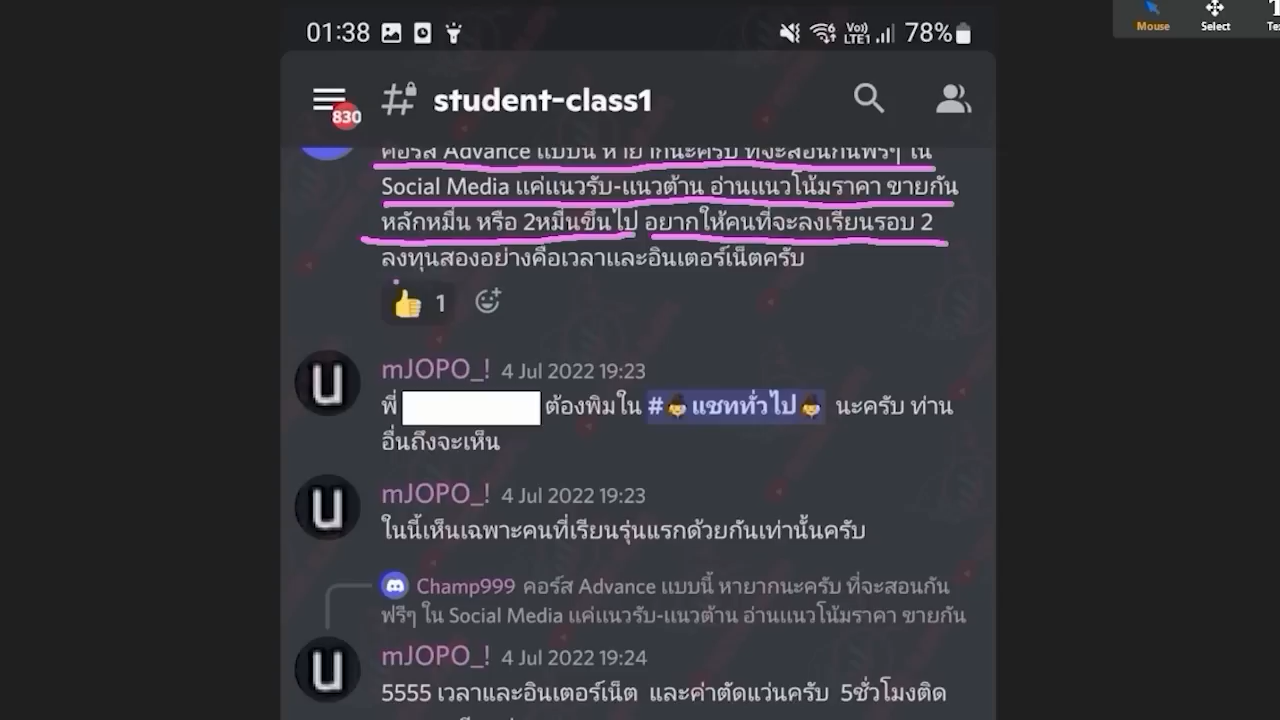 01:38
Vo)) LTE1
78%
Mouse
Select
830
student-class1
คอร์ส Advance แบบนี้ หายากนะครับ ที่จะสอนกันฟรีๆ ใน
Social Media แค่แนวรับ-แนวต้าน อ่านแนวโน้มราคา ขายกัน
หลักหมื่น หรือ 2หมื่นขึ้นไป อยากให้คนที่จะลงเรียนรอบ 2
ลงทุนสองอย่างคือเวลาและอินเตอร์เน็ตครับ
1
mJOPO_! 4 Jul 2022 19:23
พี่ ต้องพิมใน #แชททั่วไป นะครับ ท่าน
อื่นถึงจะเห็น
mJOPO_! 4 Jul 2022 19:23
ในนี้เห็นเฉพาะคนที่เรียนรุ่นแรกด้วยกันเท่านั้นครับ
Champ999 คอร์ส Advance แบบนี้ หายากนะครับ ที่จะสอนกัน
ฟรีๆ ใน Social Media แค่แนวรับ-แนวต้าน อ่านแนวโน้มราคา ขายกัน
mJOPO_! 4 Jul 2022 19:24
5555 เวลาและอินเตอร์เน็ต และค่าตัดแว่นครับ 5ชั่วโมงติด